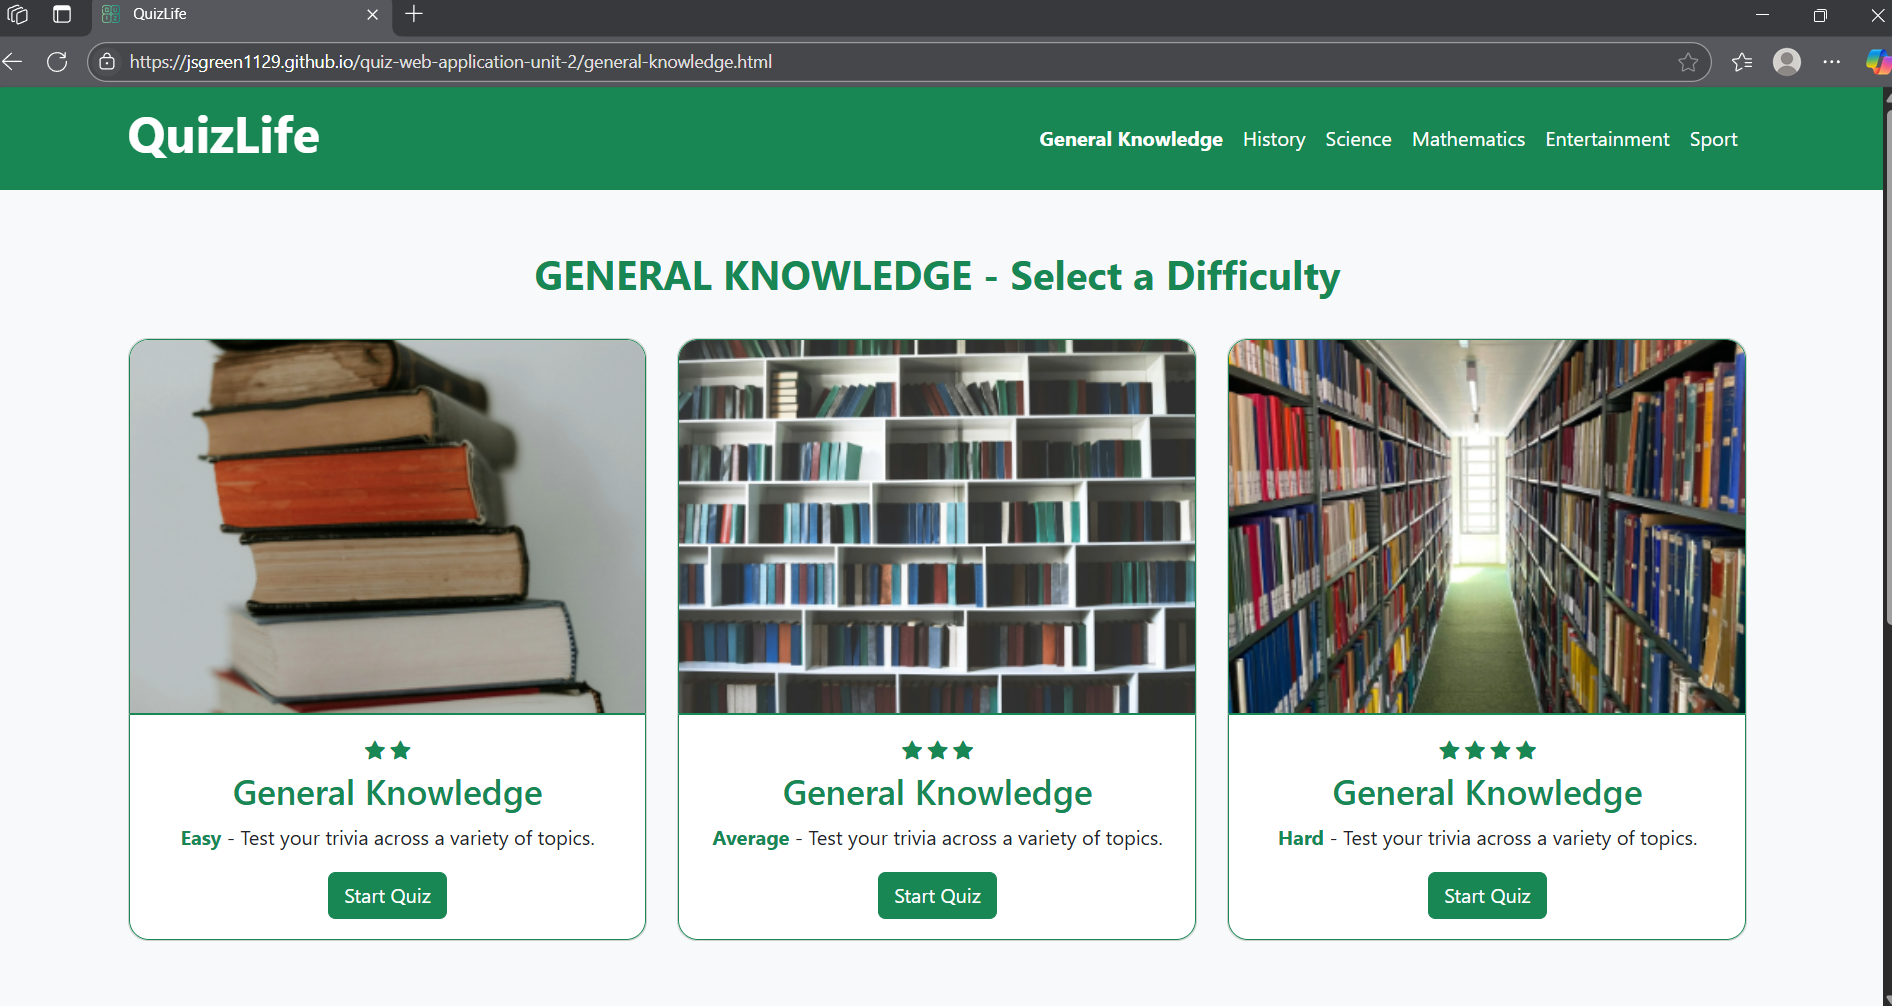 QuizLife
https://jsgreen1129.github.io/quiz-web-application-unit-2/general-knowledge.html
QuizLife
General Knowledge History Science Mathematics Entertainment Sport
GENERAL KNOWLEDGE - Select a Difficulty
General Knowledge
Easy - Test your trivia across a variety of topics.
Start Quiz
General Knowledge
Average - Test your trivia across a variety of topics.
Start Quiz
General Knowledge
Hard - Test your trivia across a variety of topics.
Start Quiz